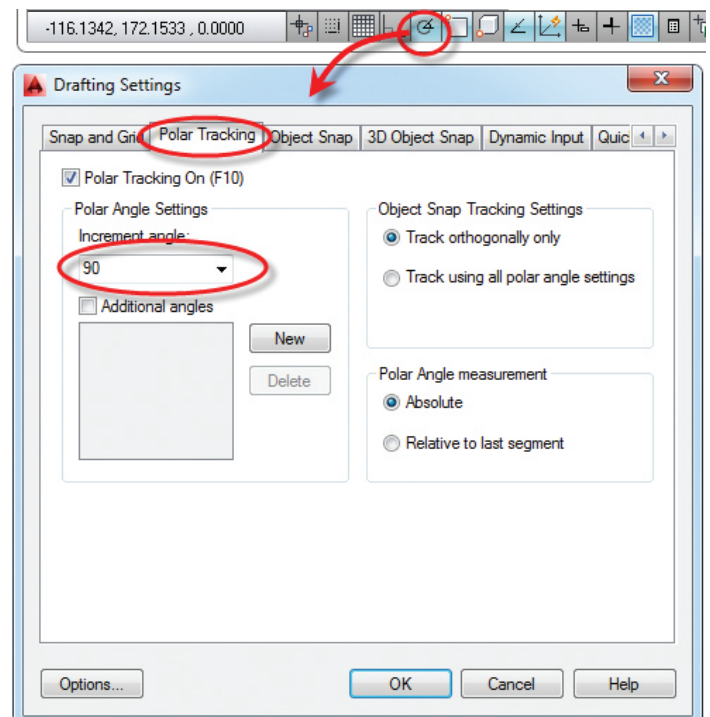 -116.1342, 172.1533 , 0.0000
Drafting Settings
Snap and Grid Polar Tracking Object Snap 3D Object Snap Dynamic Input Quic
Polar Tracking On (F10)
Polar Angle Settings
Increment angle:
90
Additional angles
New
Delete
Object Snap Tracking Settings
Track orthogonally only
Track using all polar angle settings
Polar Angle measurement
Absolute
Relative to last segment
Options... OK Cancel Help